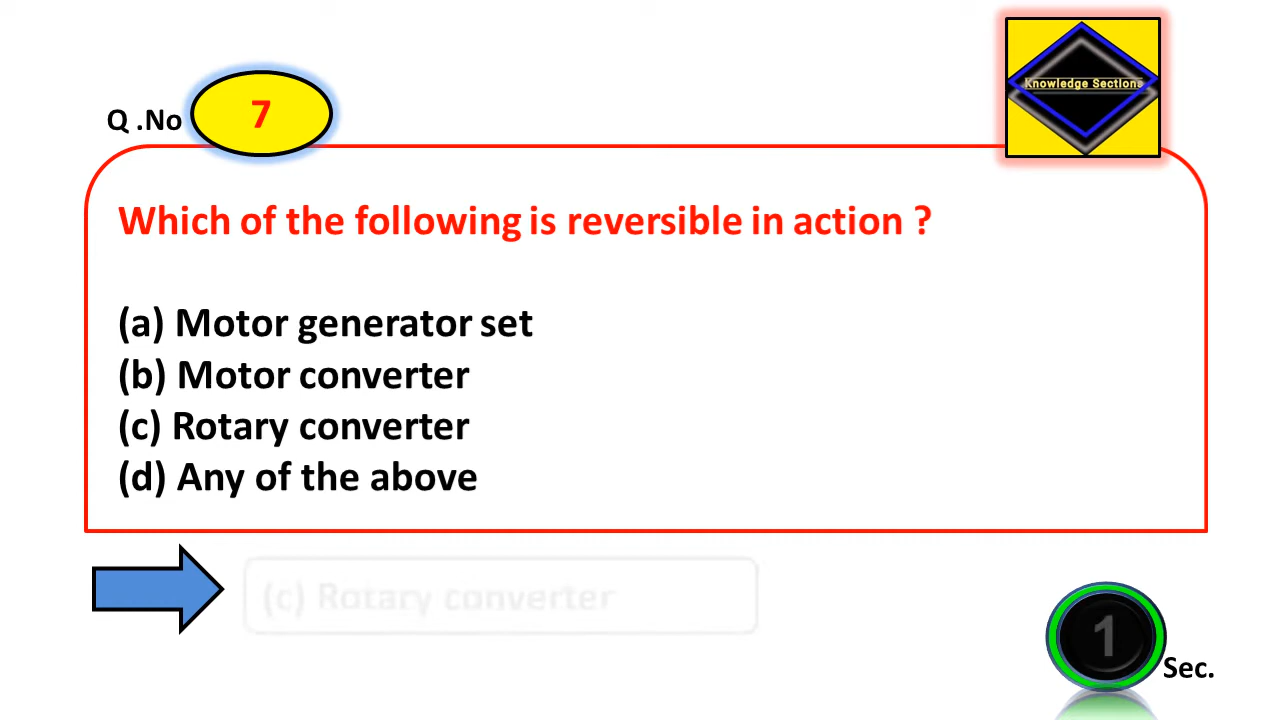 Knowledge Sections
Q .No 7
Which of the following is reversible in action ?
(a) Motor generator set
(b) Motor converter
(c) Rotary converter
(d) Any of the above
(c) Rotary converter
1
Sec.